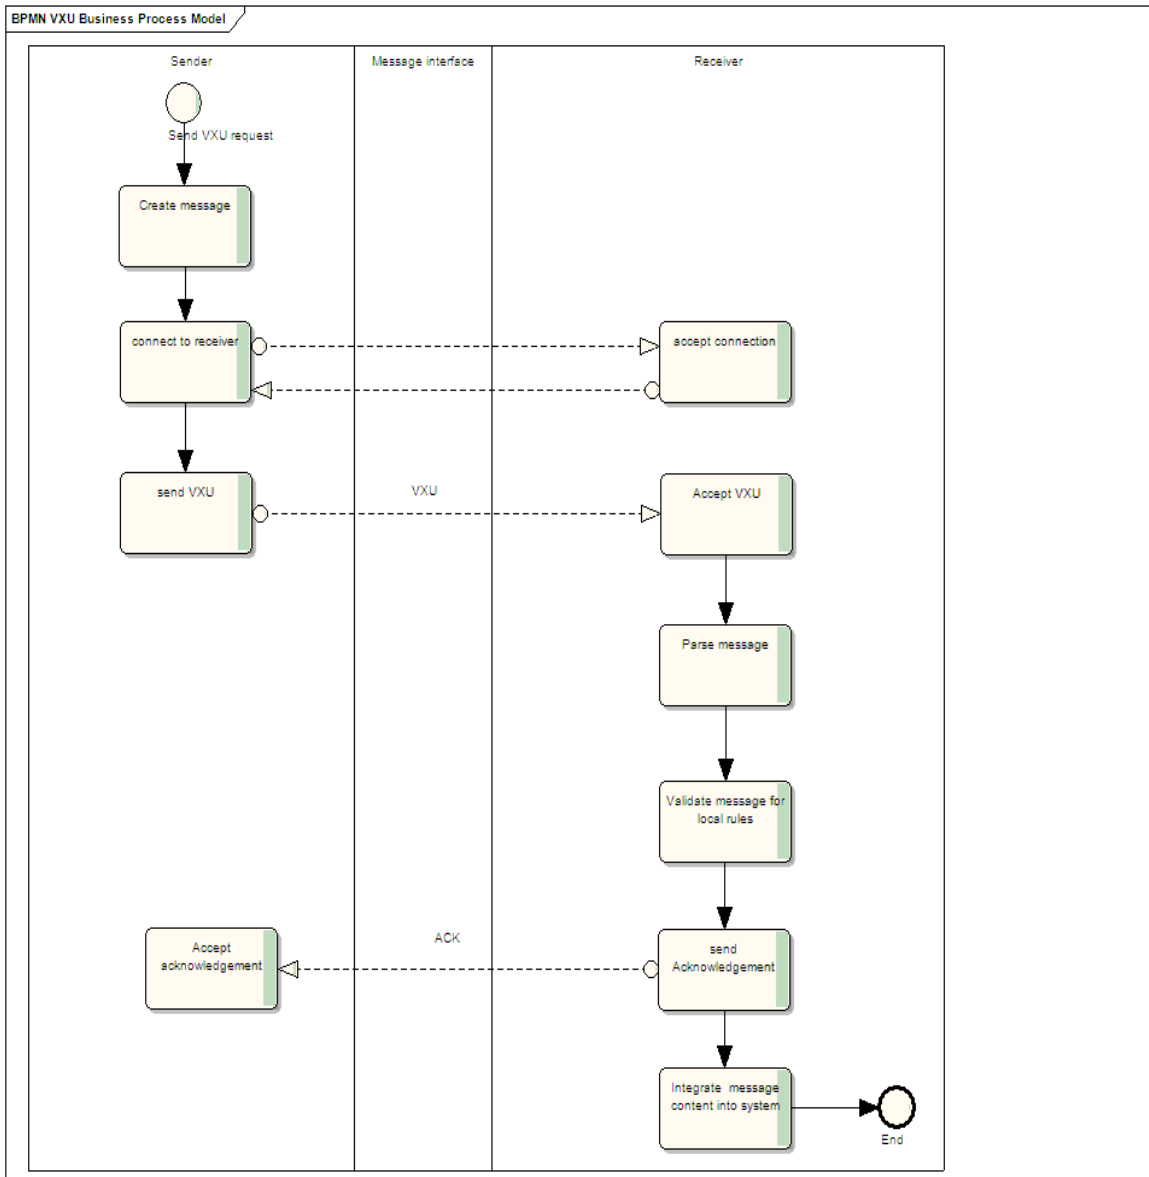 BPMN VXU Business Process Model
Sender
Message interface
Receiver
Send VXU request
Create message
connect to receiver
accept connection
send VXU
VXU
Accept VXU
Parse message
Validate message for
local rules
Accept
acknowledgement
ACK
send
Acknowledgement
Integrate message
content into system
End